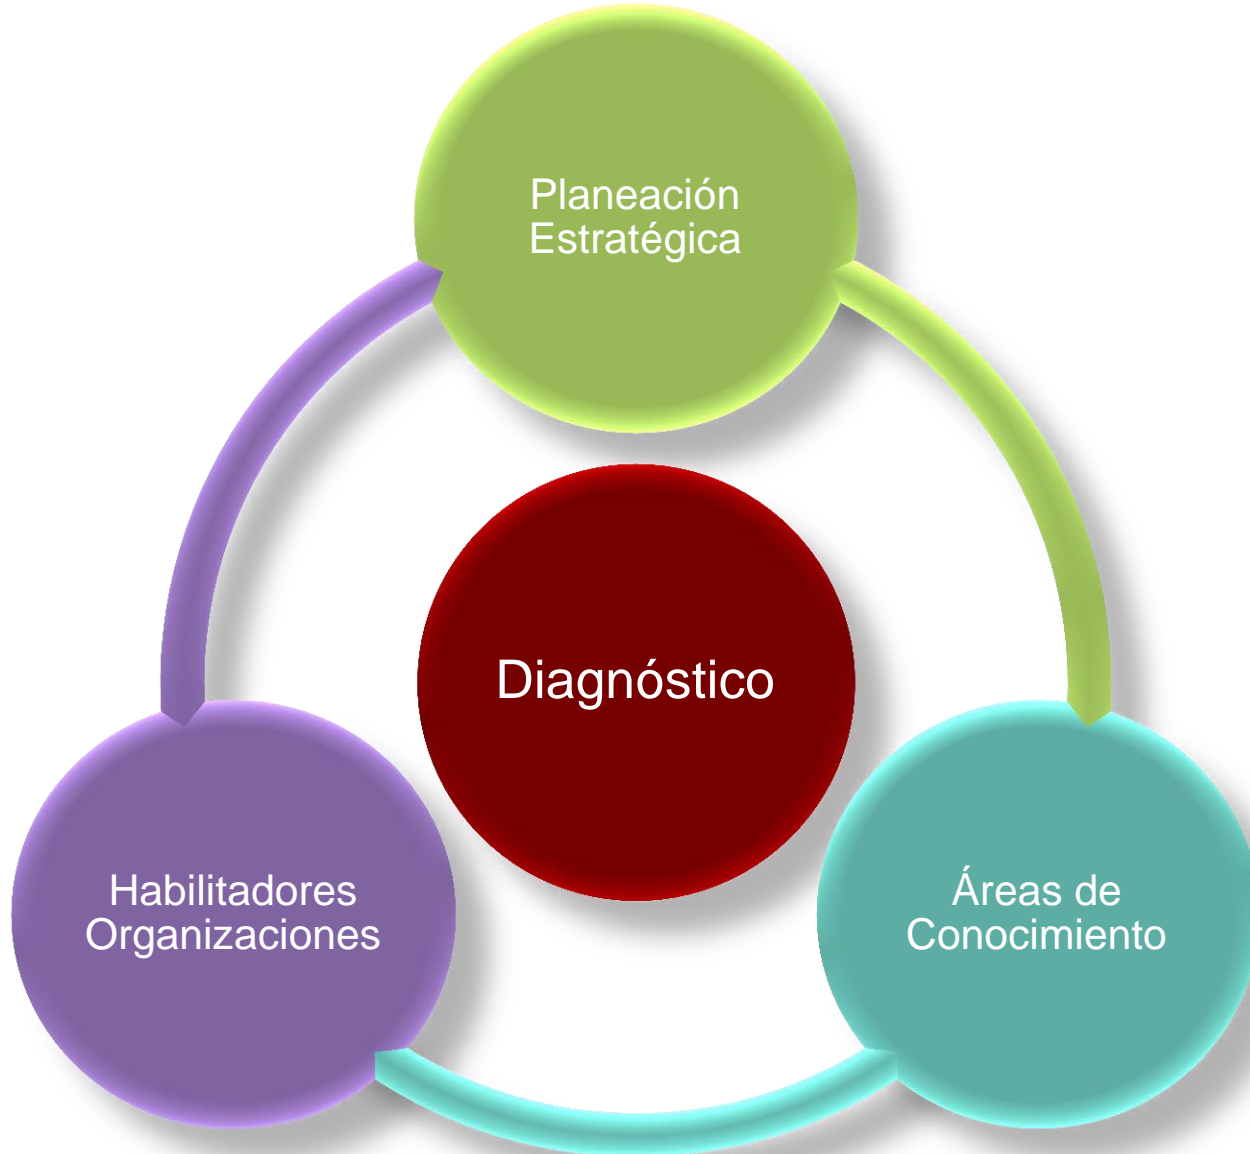 Planeación
Estratégica
Diagnóstico
Habilitadores
Organizaciones
Áreas de
Conocimiento